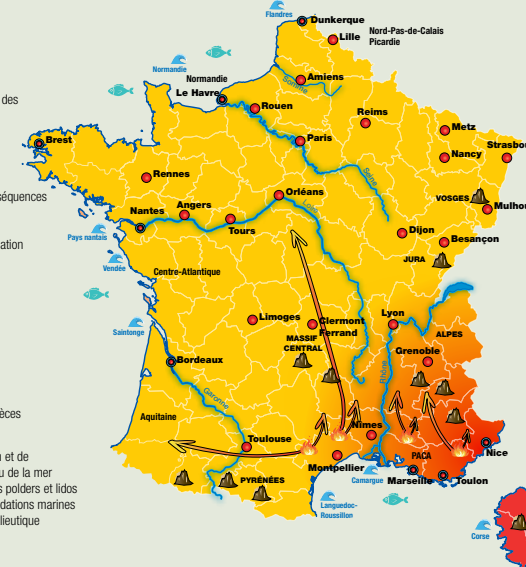 Flandres
Dunkerque
Lille
Nord-Pas-de-Calais
Picardie
Normandie
Normandie
Le Havre
Amiens
Somme
Rouen
Reims
Metz
Paris
Nancy
Strasbou
Brest
Rennes
Seine
VOSGES
Mulhou
Orléans
Angers
Nantes
Tours
Loire
Dijon
Besançon
Pays nantais
JURA
Vendée
Centre-Atlantique
Saintonge
Limoges
Clermont
Ferrand
MASSIF
CENTRAL
Lyon
ALPES
Grenoble
Rhône
Bordeaux
Garonne
Aquitaine
Toulouse
Nîmes
Montpellier
PYRÉNÉES
Camargue
PACA
Marseille
Toulon
Nice
Languedoc-
Roussillon
Corse
des
séquences
ation
èces
n et de
u de la mer
s polders et lidos
dations marines
lieutique